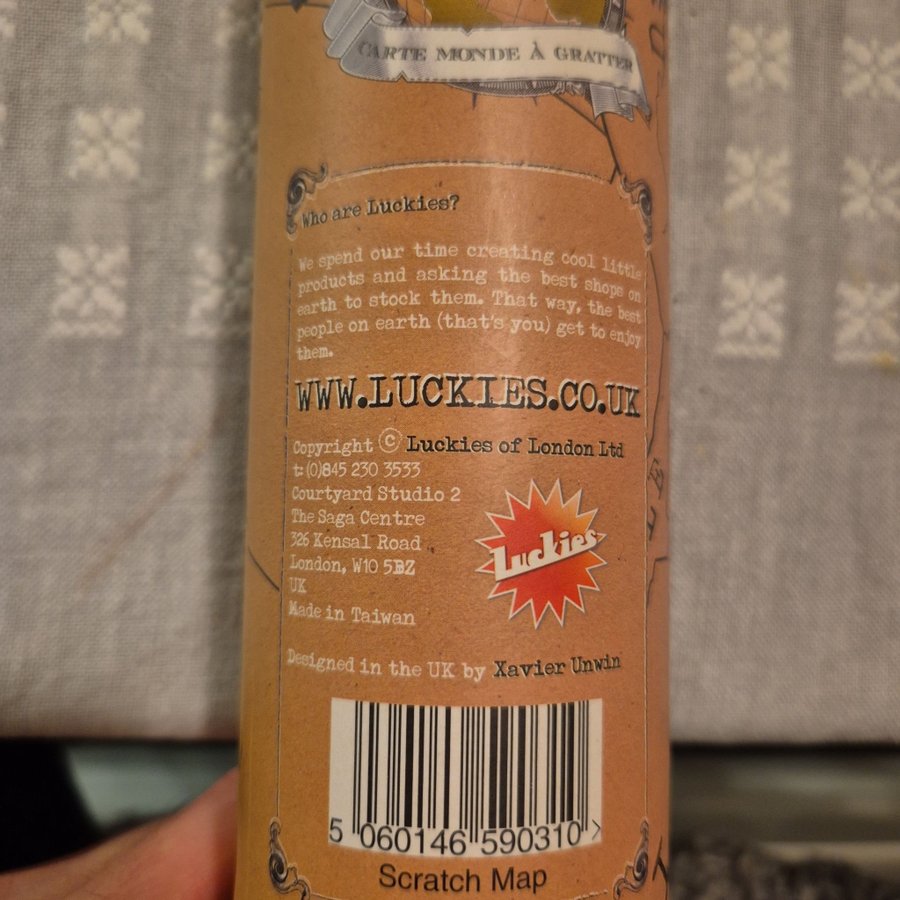 CARTE MONDE À GRATTER
Who are Luckies?
We spend our time creating cool little
products and asking the best shops on
earth to stock them. That way, the best
people on earth (that's you) get to enjoy
them.
WWW.LUCKIES.CO.UK
Copyright © Luckies of London Ltd
t: (0)845 230 3533
Courtyard Studio 2
The Saga Centre
326 Kensal Road
London, W10 5BZ
UK
Made in Taiwan
Luckies
Designed in the UK by Xavier Unwin
5 060146 590310 >
Scratch Map